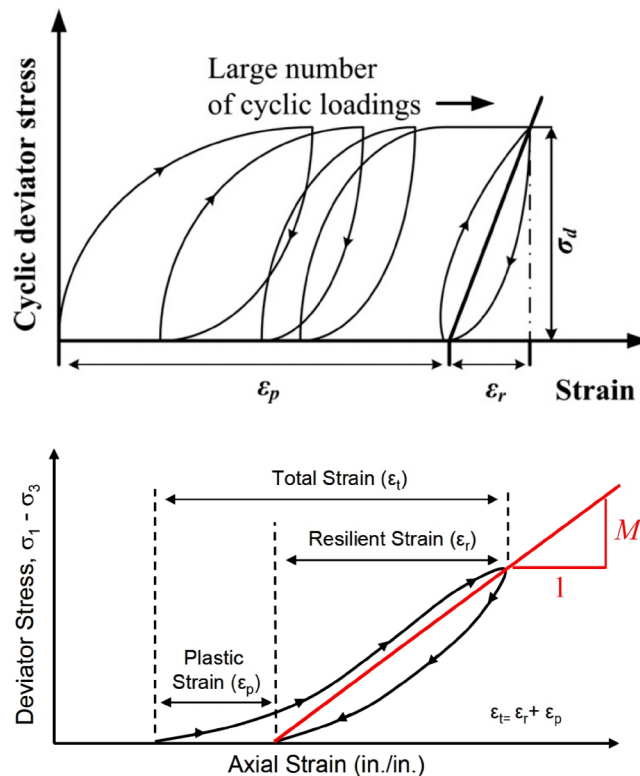 Large number
of cyclic loadings
Cyclic deviator stress
σd
εp
εr
Strain
Total Strain (εt)
Resilient Strain (εr)
M
1
Plastic
Strain (εp)
εt= εr + εp
Deviator Stress, σ1 - σ3
Axial Strain (in./in.)